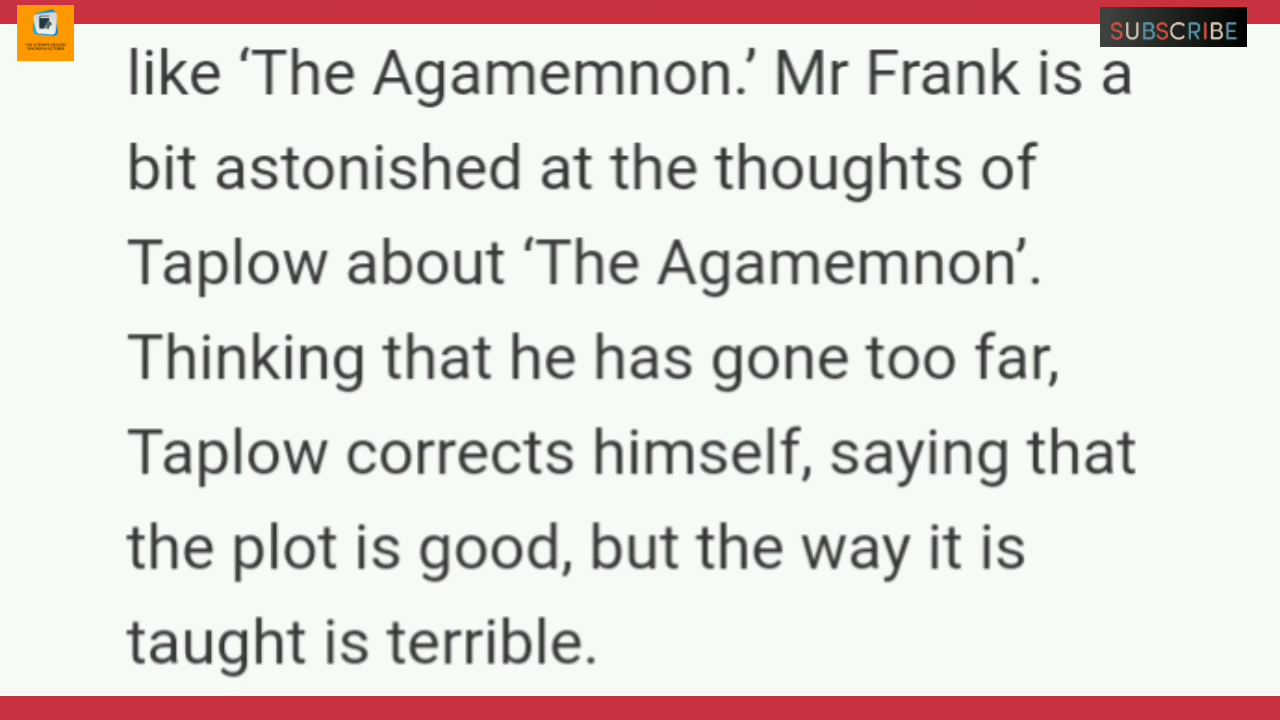 SUBSCRIBE
like ‘The Agamemnon.’ Mr Frank is a
bit astonished at the thoughts of
Taplow about ‘The Agamemnon’.
Thinking that he has gone too far,
Taplow corrects himself, saying that
the plot is good, but the way it is
taught is terrible.